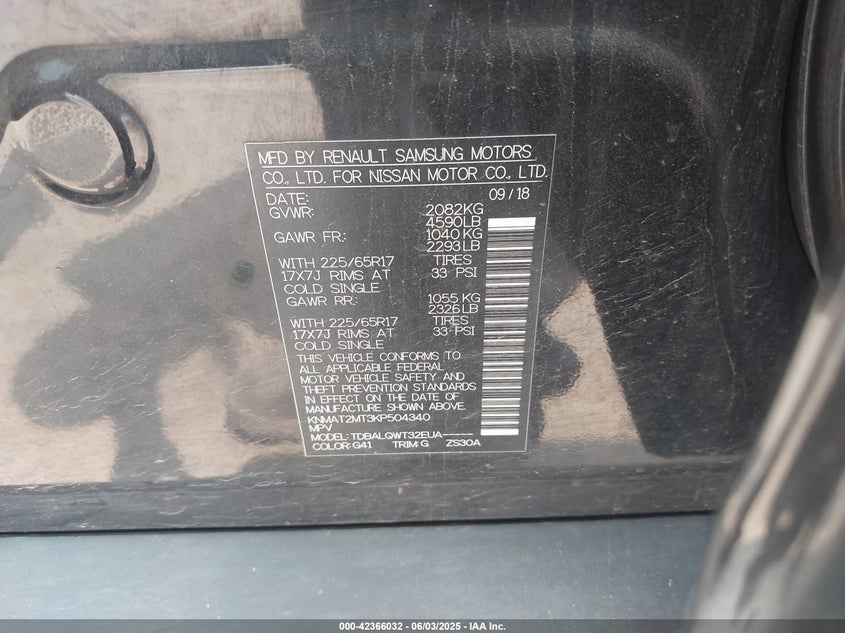 MFD BY RENAULT SAMSUNG MOTORS
CO., LTD. FOR NISSAN MOTOR CO., LTD.
DATE: 09/18
GVWR: 2082KG
4590LB
GAWR FR.: 1040 KG
2293LB
WITH 225/65R17 TIRES
17X7J RIMS AT 33 PSI
COLD SINGLE
GAWR RR.: 1055 KG
2326LB
WITH 225/65R17 TIRES
17X7J RIMS AT 33 PSI
COLD SINGLE
THIS VEHICLE CONFORMS TO
ALL APPLICABLE FEDERAL
MOTOR VEHICLE SAFETY AND
THEFT PREVENTION STANDARDS
IN EFFECT ON THE DATE OF
MANUFACTURE SHOWN ABOVE.
KNMAT2MT3KP504340
MPV
MODEL: TDBALQWT32EUA-----
COLOR: G41 TRIM: G ZS30A
000-42366032 - 06/03/2025 - IAA Inc.